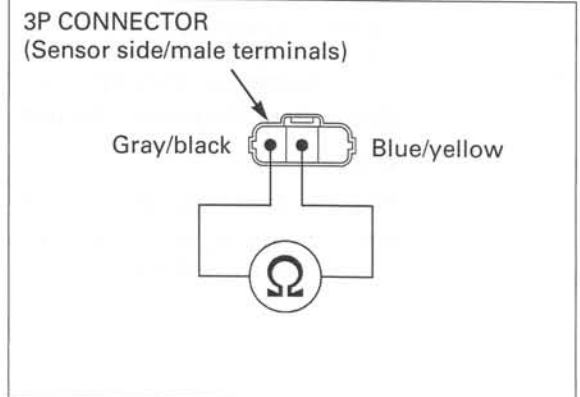 3P CONNECTOR
(Sensor side/male terminals)
Gray/black
Blue/yellow
Ω